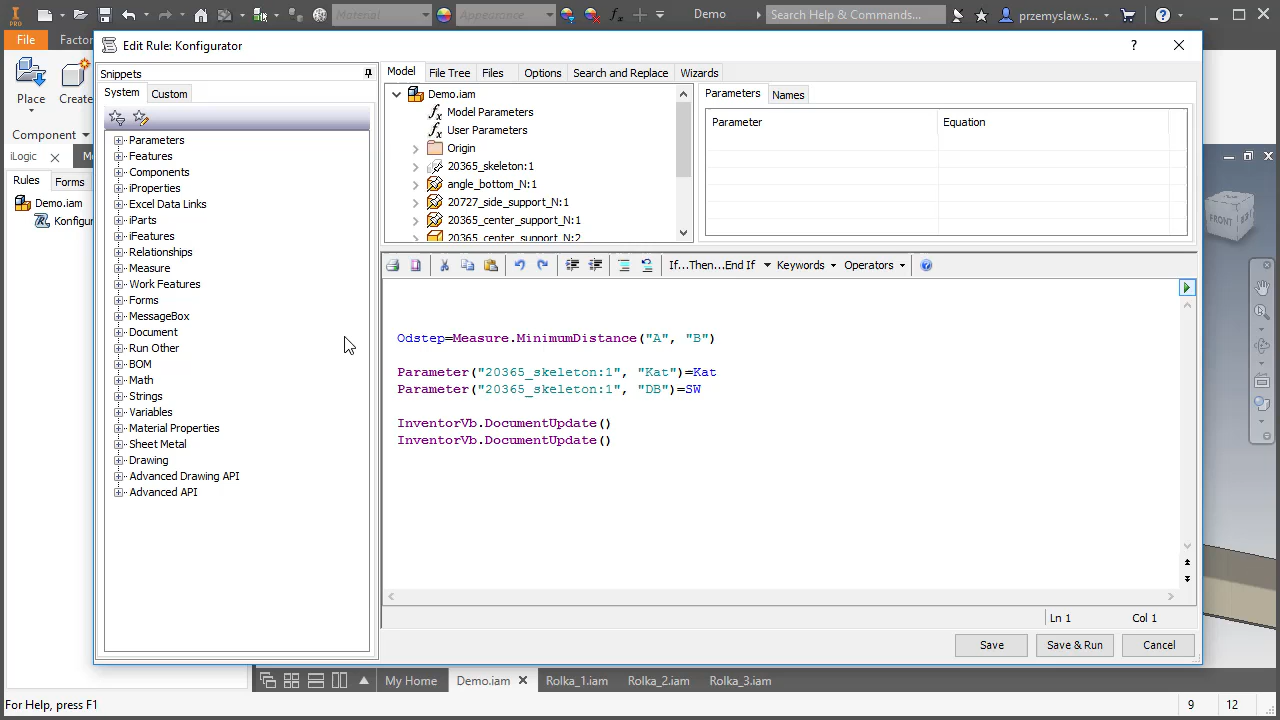 I PRO
Material
Appearance
Demo
Search Help & Commands...
przemyslaw.s...
File
Factor
Place
Create
Component
iLogic
Rules
Forms
Demo.iam
Konfigur
Edit Rule: Konfigurator
Snippets
System
Custom
Parameters
Features
Components
iProperties
Excel Data Links
iParts
iFeatures
Relationships
Measure
Work Features
Forms
MessageBox
Document
Run Other
BOM
Math
Strings
Variables
Material Properties
Sheet Metal
Drawing
Advanced Drawing API
Advanced API
Model
File Tree
Files
Options
Search and Replace
Wizards
Demo.iam
Model Parameters
User Parameters
Origin
20365_skeleton:1
angle_bottom_N:1
20727_side_support_N:1
20365_center_support_N:1
20365_center_support_N:2
Parameters
Names
Parameter
Equation
If...Then...End If
Keywords
Operators
Odstep=Measure.MinimumDistance("A", "B")
Parameter("20365_skeleton:1", "Kat")=Kat
Parameter("20365_skeleton:1", "DB")=SW
InventorVb.DocumentUpdate()
InventorVb.DocumentUpdate()
Ln 1
Col 1
Save
Save & Run
Cancel
FRONT
My Home
Demo.iam
Rolka_1.iam
Rolka_2.iam
Rolka_3.iam
For Help, press F1
9
12